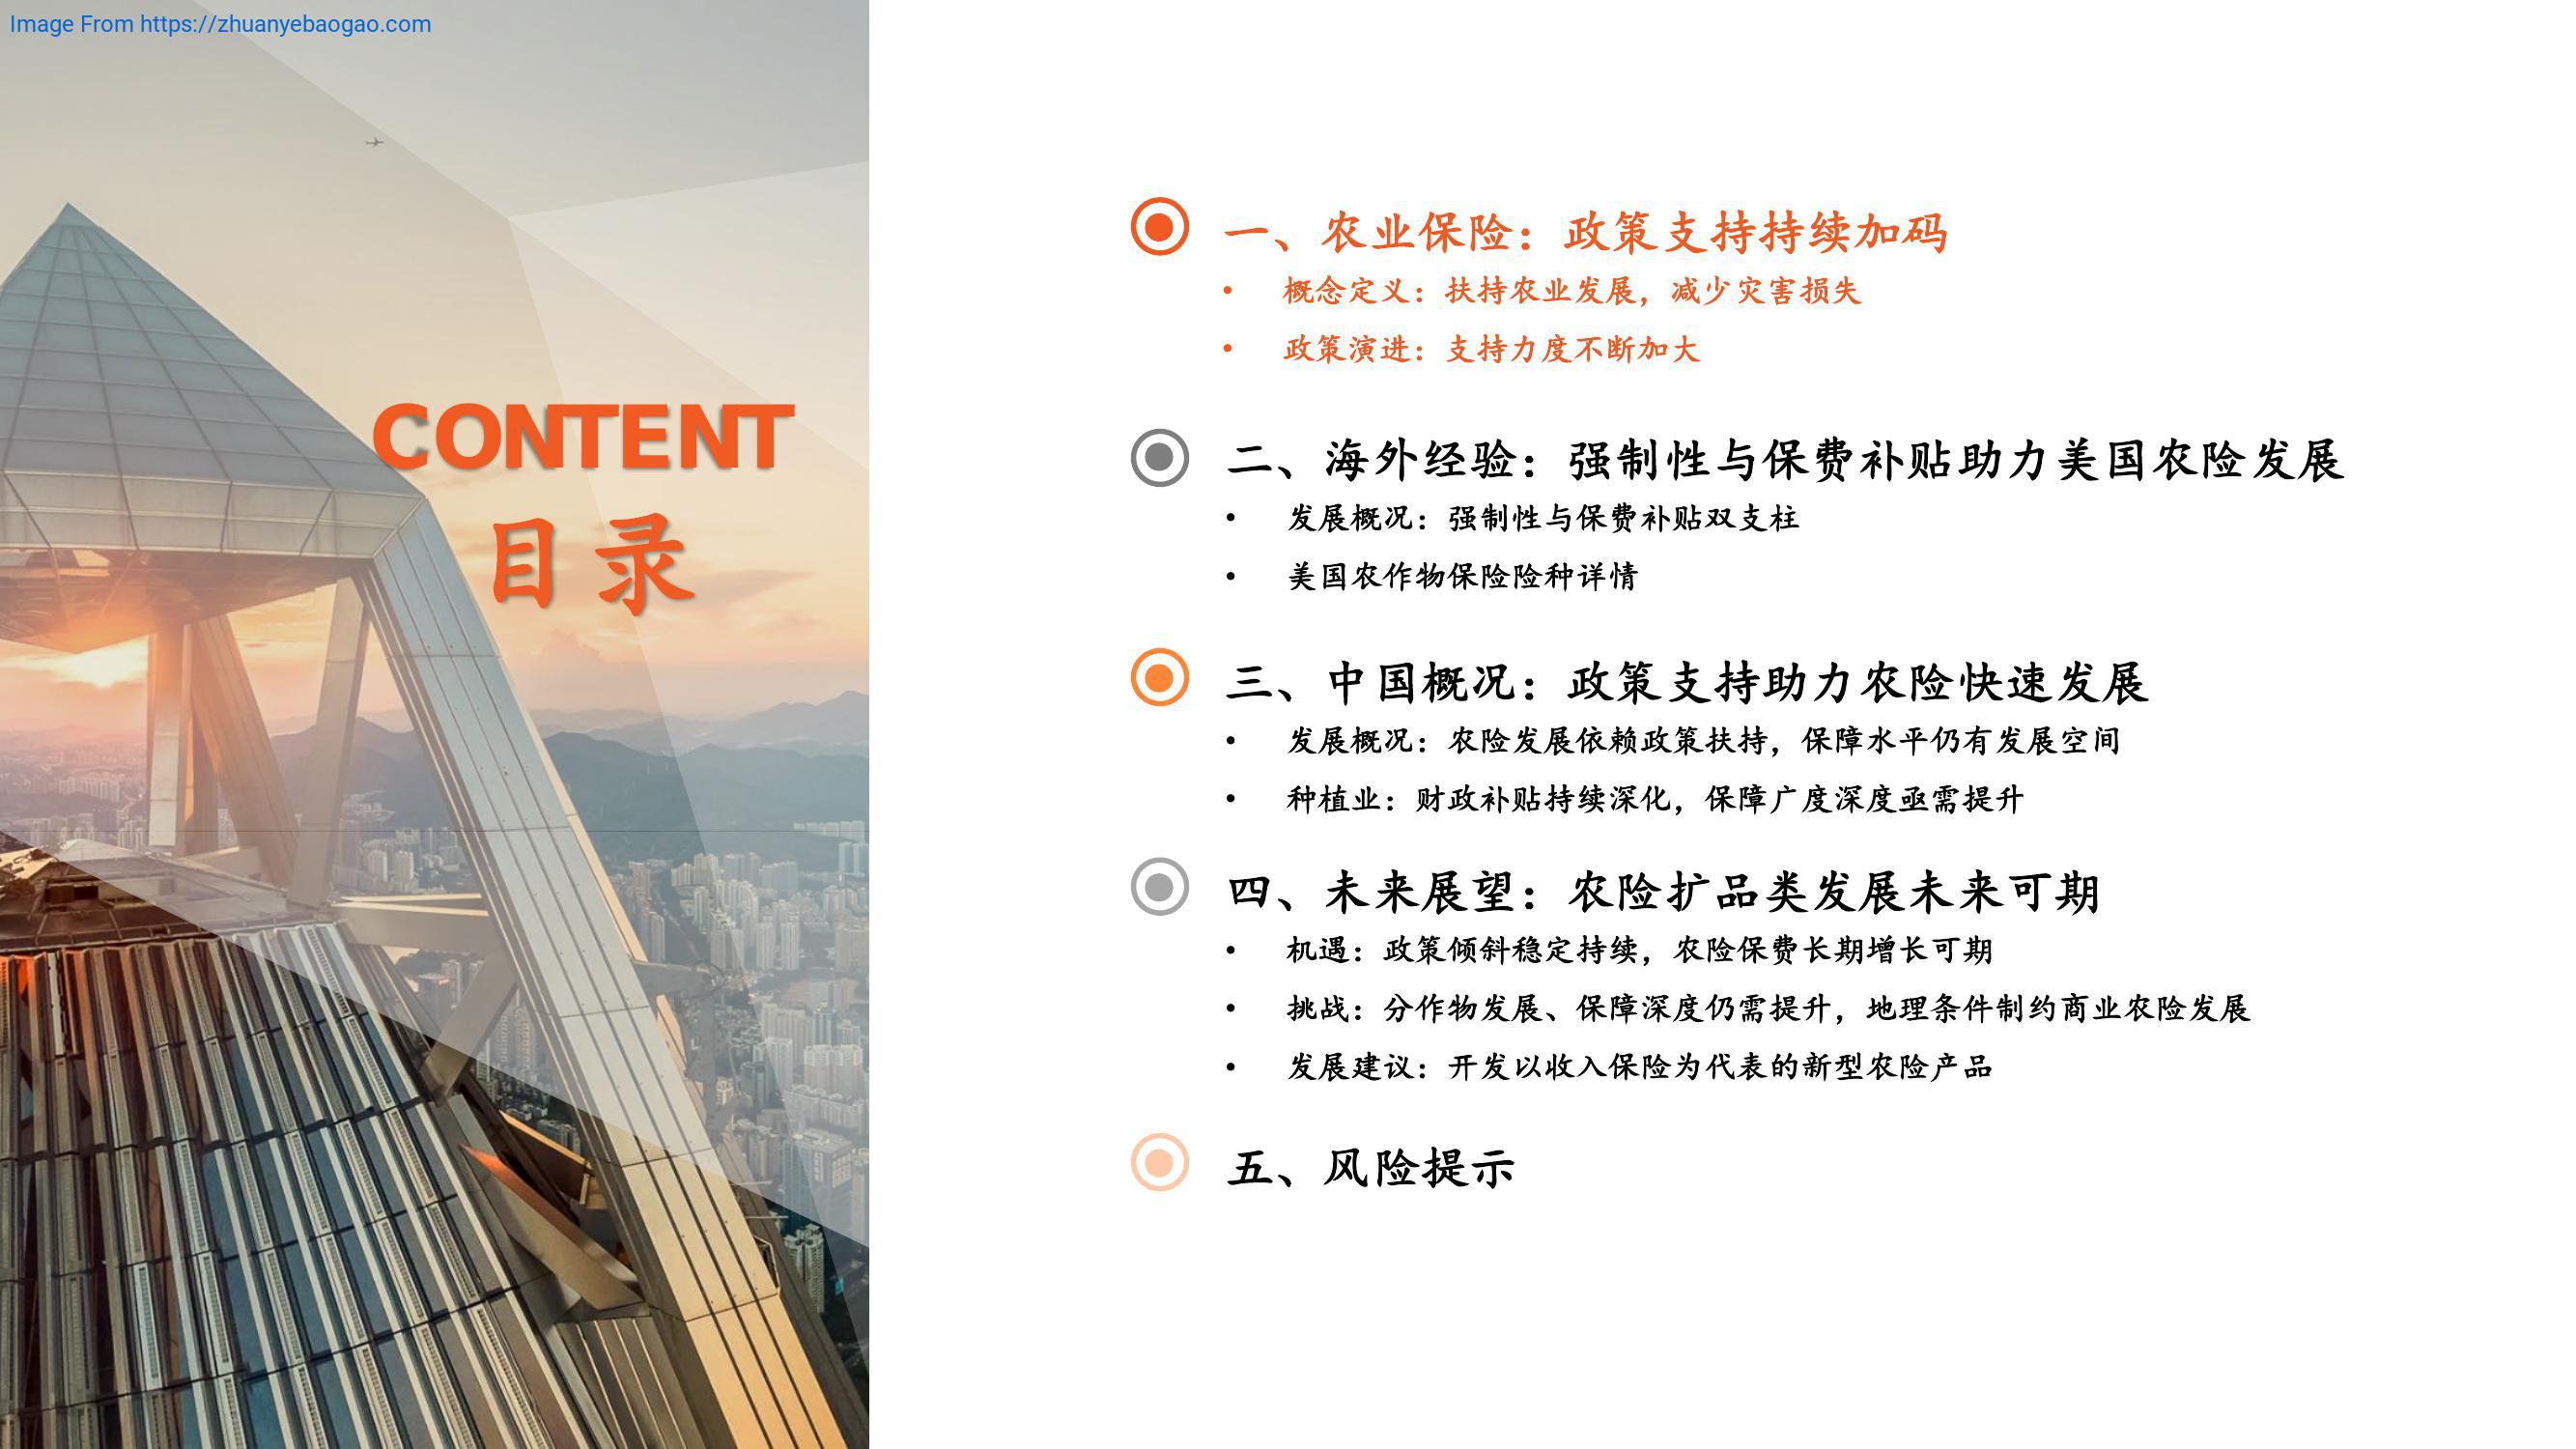 Image From https://zhuanyebaogao.com
CONTENT
目录
一、农业保险：政策支持持续加码
• 概念定义：扶持农业发展，减少灾害损失
• 政策演进：支持力度不断加大
二、海外经验：强制性与保费补贴助力美国农险发展
• 发展概况：强制性与保费补贴双支柱
• 美国农作物保险险种详情
三、中国概况：政策支持助力农险快速发展
• 发展概况：农险发展依赖政策扶持，保障水平仍有发展空间
• 种植业：财政补贴持续深化，保障广度深度亟需提升
四、未来展望：农险扩品类发展未来可期
• 机遇：政策倾斜稳定持续，农险保费长期增长可期
• 挑战：分作物发展、保障深度仍需提升，地理条件制约商业农险发展
• 发展建议：开发以收入保险为代表的新型农险产品
五、风险提示